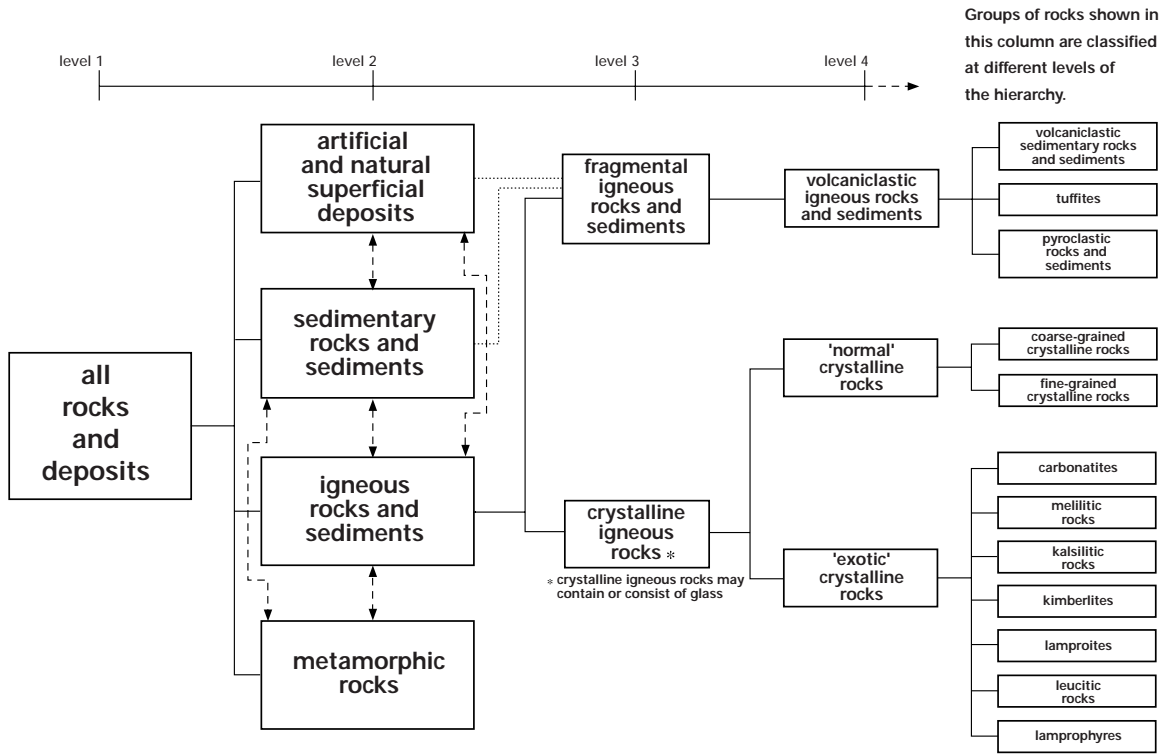 Groups of rocks shown in
this column are classified
at different levels of
the hierarchy.
level 1
level 2
level 3
level 4
all
rocks
and
deposits
artificial
and natural
superficial
deposits
sedimentary
rocks and
sediments
igneous
rocks and
sediments
metamorphic
rocks
fragmental
igneous
rocks and
sediments
crystalline
igneous
rocks *
* crystalline igneous rocks may
contain or consist of glass
volcaniclastic
igneous rocks
and sediments
'normal'
crystalline
rocks
'exotic'
crystalline
rocks
volcaniclastic
sedimentary rocks
and sediments
tuffites
pyroclastic
rocks and
sediments
coarse-grained
crystalline rocks
fine-grained
crystalline rocks
carbonatites
melilitic
rocks
kalsilitic
rocks
kimberlites
lamproites
leucitic
rocks
lamprophyres